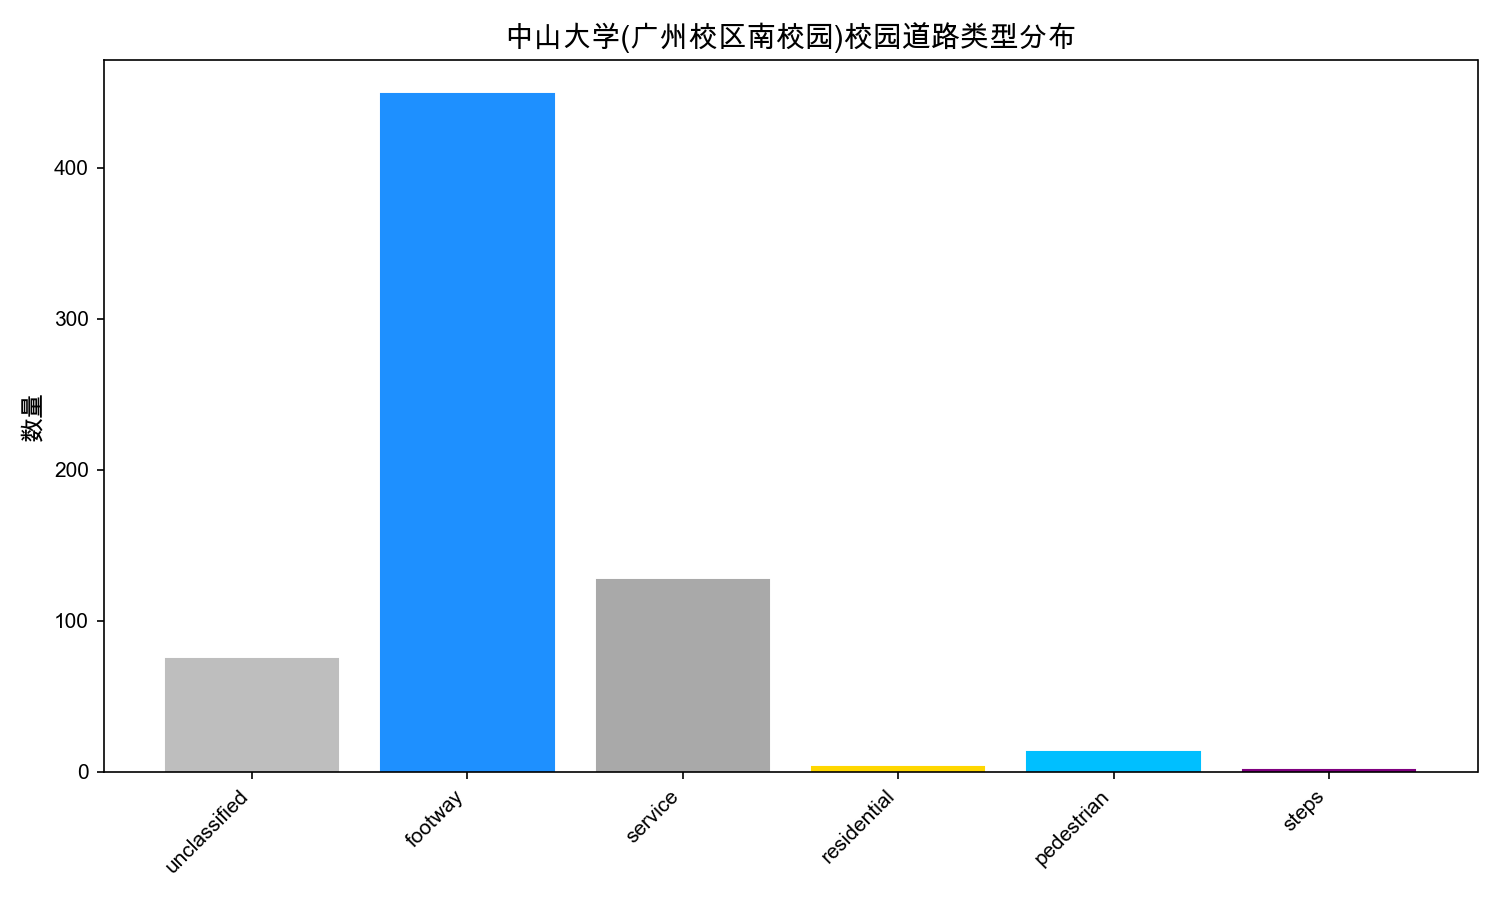 中山大学(广州校区南校园)校园道路类型分布
数量
400
300
200
100
0
unclassified
footway
service
residential
pedestrian
steps